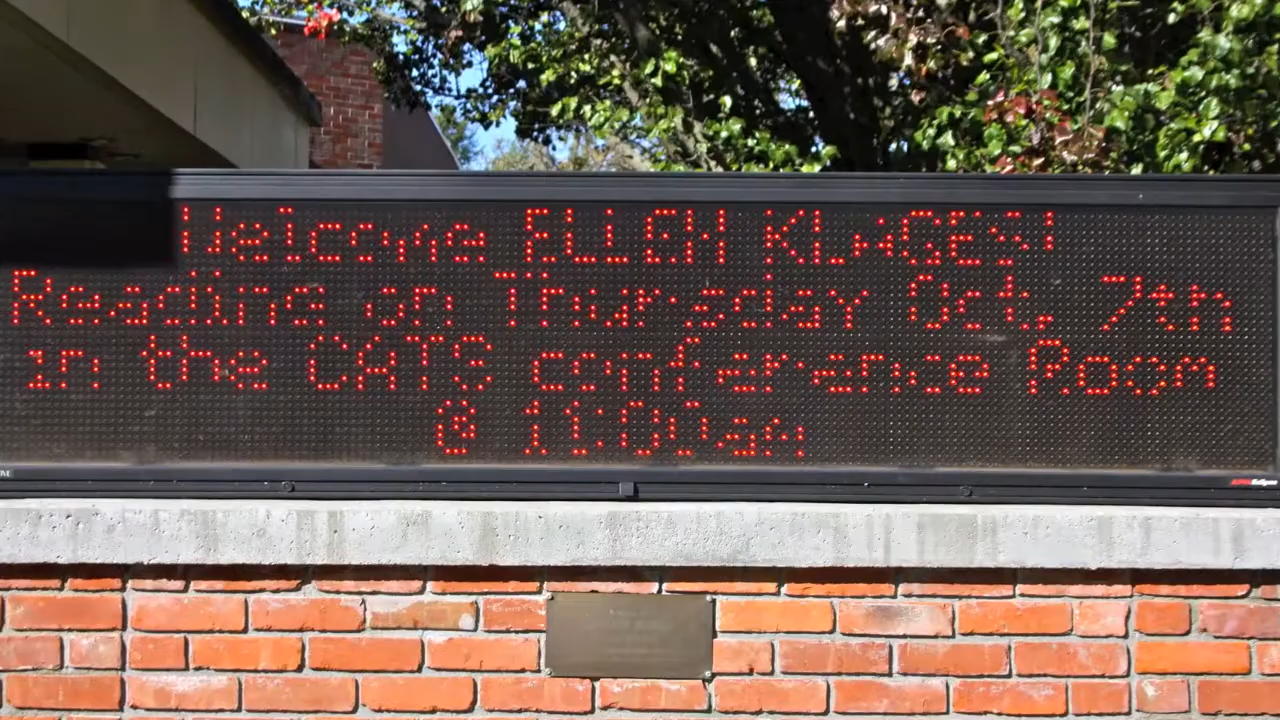 Welcome ELLEN KLAGES!
Reading on Thursday Oct. 7th
in the CATS conference Room
@ 11:00am